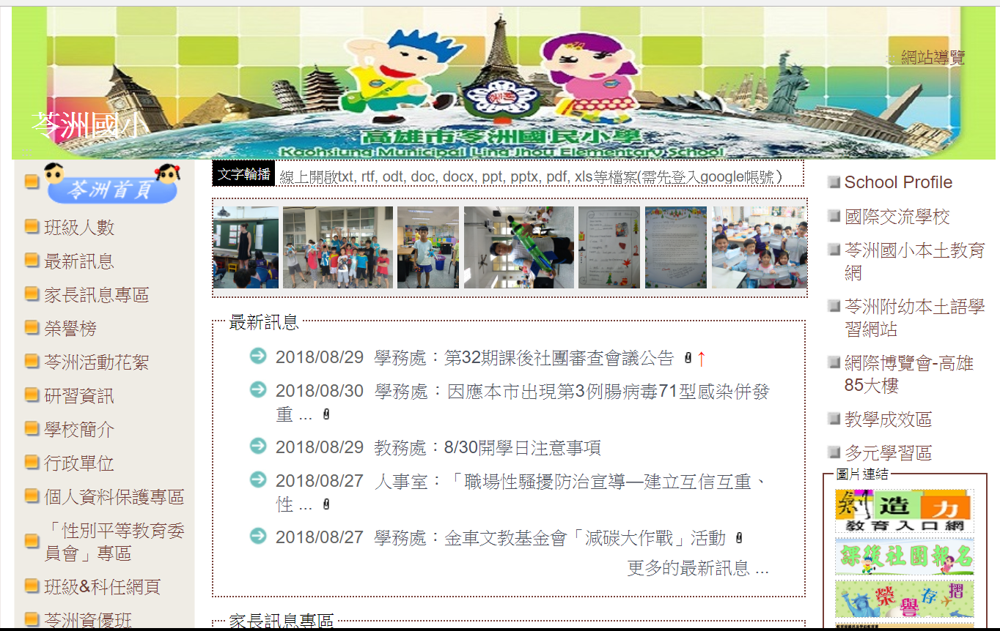 網站導覽
苓洲國小
高雄市苓洲國民小學
Kaohsiung Municipal Ling Jhou Elementary School
苓洲首頁
班級人數
最新訊息
家長訊息專區
榮譽榜
苓洲活動花絮
研習資訊
學校簡介
行政單位
個人資料保護專區
「性別平等教育委
員會」專區
班級&科任網頁
苓洲資優班
文字輪播 線上開啟txt, rtf, odt, doc, docx, ppt, pptx, pdf, xls等檔案(需先登入google帳號）
最新訊息
2018/08/29 學務處：第32期課後社團審查會議公告
2018/08/30 學務處：因應本市出現第3例腸病毒71型感染併發
重 ...
2018/08/29 教務處：8/30開學日注意事項
2018/08/27 人事室：「職場性騷擾防治宣導—建立互信互重、
性 ...
2018/08/27 學務處：金車文教基金會「減碳大作戰」活動
更多的最新訊息 ...
家長訊息專區
School Profile
國際交流學校
苓洲國小本土教育
網
苓洲附幼本土語學
習網站
網際博覽會-高雄
85大樓
教學成效區
多元學習區
圖片連結
創造力
教育入口網
課後社團報名
榮譽存摺